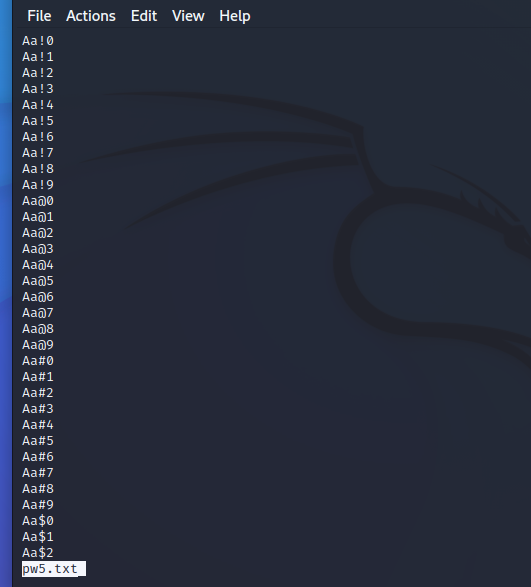 File Actions Edit View Help
Aa!0
Aa!1
Aa!2
Aa!3
Aa!4
Aa!5
Aa!6
Aa!7
Aa!8
Aa!9
Aa@0
Aa@1
Aa@2
Aa@3
Aa@4
Aa@5
Aa@6
Aa@7
Aa@8
Aa@9
Aa#0
Aa#1
Aa#2
Aa#3
Aa#4
Aa#5
Aa#6
Aa#7
Aa#8
Aa#9
Aa$0
Aa$1
Aa$2
pw5.txt